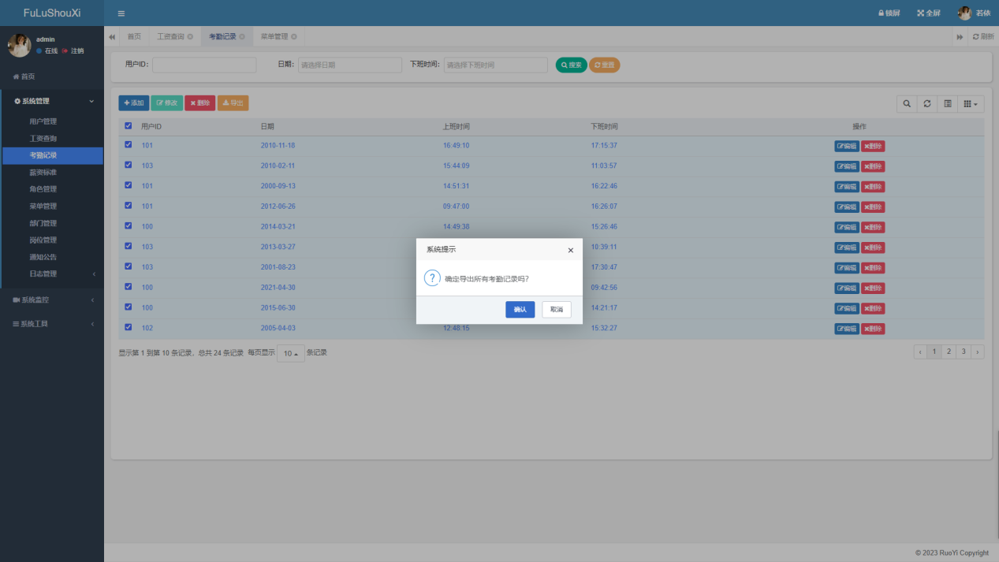 FuLuShouXi
锁屏 全屏 若依
admin
在线 注销
首页
系统管理
用户管理
工资查询
考勤记录
薪资标准
角色管理
菜单管理
部门管理
岗位管理
通知公告
日志管理
系统监控
系统工具
首页 工资查询 考勤记录 菜单管理 刷新
用户ID： 日期： 请选择日期 下班时间： 请选择下班时间 搜索 重置
添加 修改 删除 导出
用户ID 日期 上班时间 下班时间 操作
101 2010-11-18 16:49:10 17:15:37 编辑 删除
103 2010-02-11 15:44:09 11:03:57 编辑 删除
101 2000-09-13 14:51:31 16:22:46 编辑 删除
101 2012-06-26 09:47:00 16:26:07 编辑 删除
100 2014-03-21 14:49:38 15:26:46 编辑 删除
103 2013-03-27 10:39:11 编辑 删除
103 2001-08-23 17:30:47 编辑 删除
100 2021-04-30 09:42:56 编辑 删除
100 2015-06-30 14:21:17 编辑 删除
102 2005-04-03 12:48:15 15:32:27 编辑 删除
系统提示
确定导出所有考勤记录吗？
确认 取消
显示第 1 到第 10 条记录，总共 24 条记录 每页显示 10 条记录
‹ 1 2 3 ›
© 2023 RuoYi Copyright